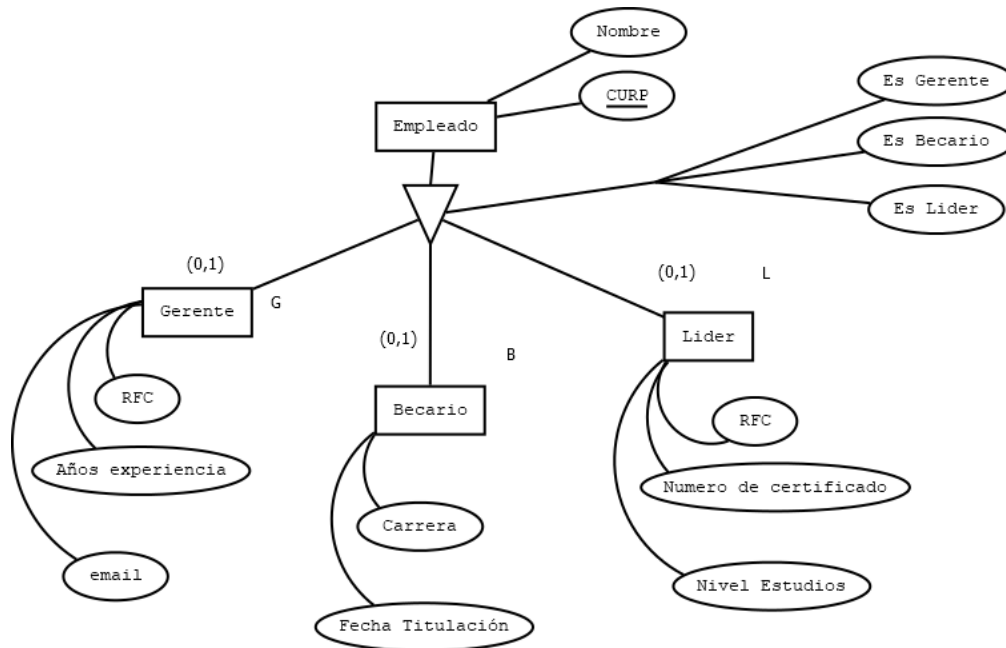 Nombre
CURP
Empleado
Es Gerente
Es Becario
Es Lider
(0,1)
G
Gerente
(0,1)
L
Lider
(0,1)
B
Becario
RFC
Años experiencia
email
Carrera
Fecha Titulación
RFC
Numero de certificado
Nivel Estudios